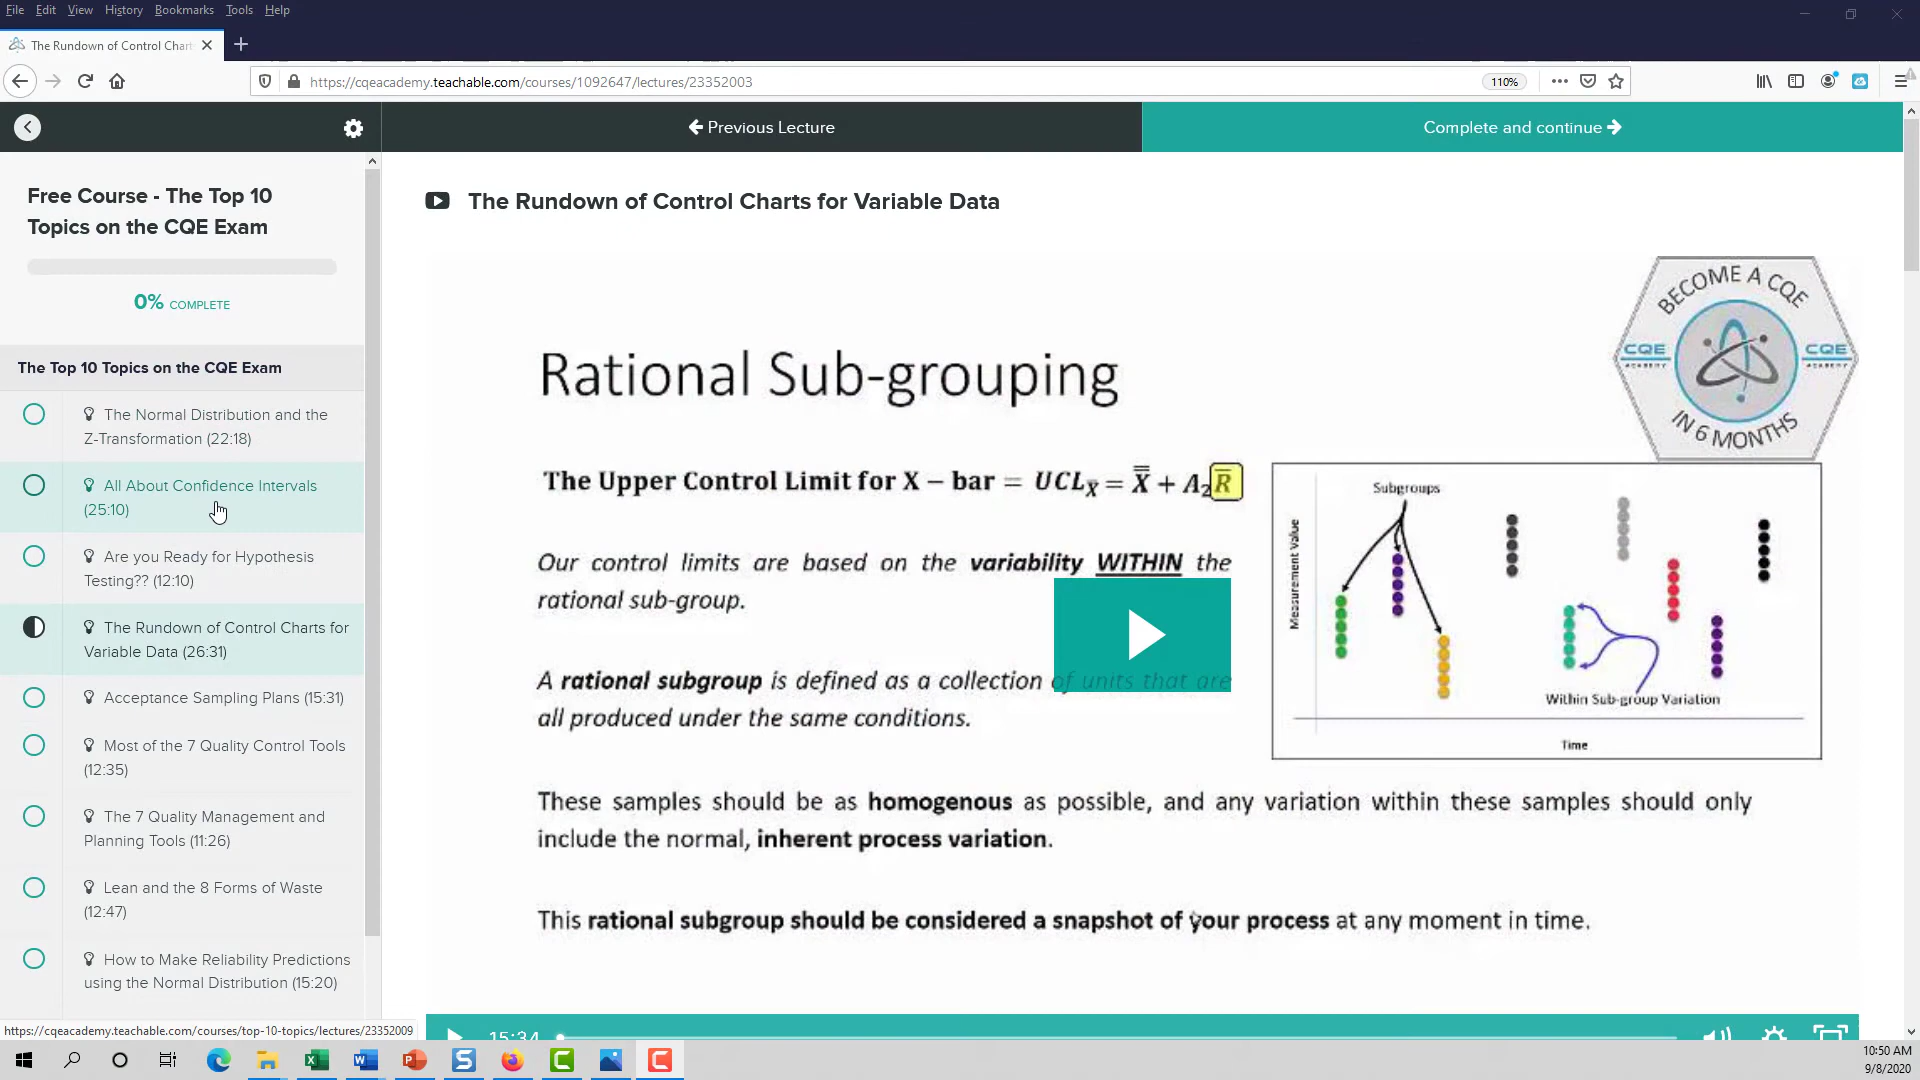 File Edit View History Bookmarks Tools Help
The Rundown of Control Chart
https://cqeacademy.teachable.com/courses/1092647/lectures/23352003
110%
Previous Lecture
Complete and continue
Free Course - The Top 10
Topics on the CQE Exam
0% COMPLETE
The Top 10 Topics on the CQE Exam
The Normal Distribution and the
Z-Transformation (22:18)
All About Confidence Intervals
(25:10)
Are you Ready for Hypothesis
Testing?? (12:10)
The Rundown of Control Charts for
Variable Data (26:31)
Acceptance Sampling Plans (15:31)
Most of the 7 Quality Control Tools
(12:35)
The 7 Quality Management and
Planning Tools (11:26)
Lean and the 8 Forms of Waste
(12:47)
How to Make Reliability Predictions
using the Normal Distribution (15:20)
https://cqeacademy.teachable.com/courses/top-10-topics/lectures/23352009
The Rundown of Control Charts for Variable Data
BECOME A CQE
CQE ACADEMY
CQE ACADEMY
IN 6 MONTHS
Rational Sub-grouping
The Upper Control Limit for X – bar = UCL_X̅ = X̿ + A₂R̅
Our control limits are based on the variability WITHIN the
rational sub-group.
A rational subgroup is defined as a collection of units that are
all produced under the same conditions.
Subgroups
Measurement Value
Within Sub-group Variation
Time
These samples should be as homogenous as possible, and any variation within these samples should only
include the normal, inherent process variation.
This rational subgroup should be considered a snapshot of your process at any moment in time.
15:34
10:50 AM
9/8/2020